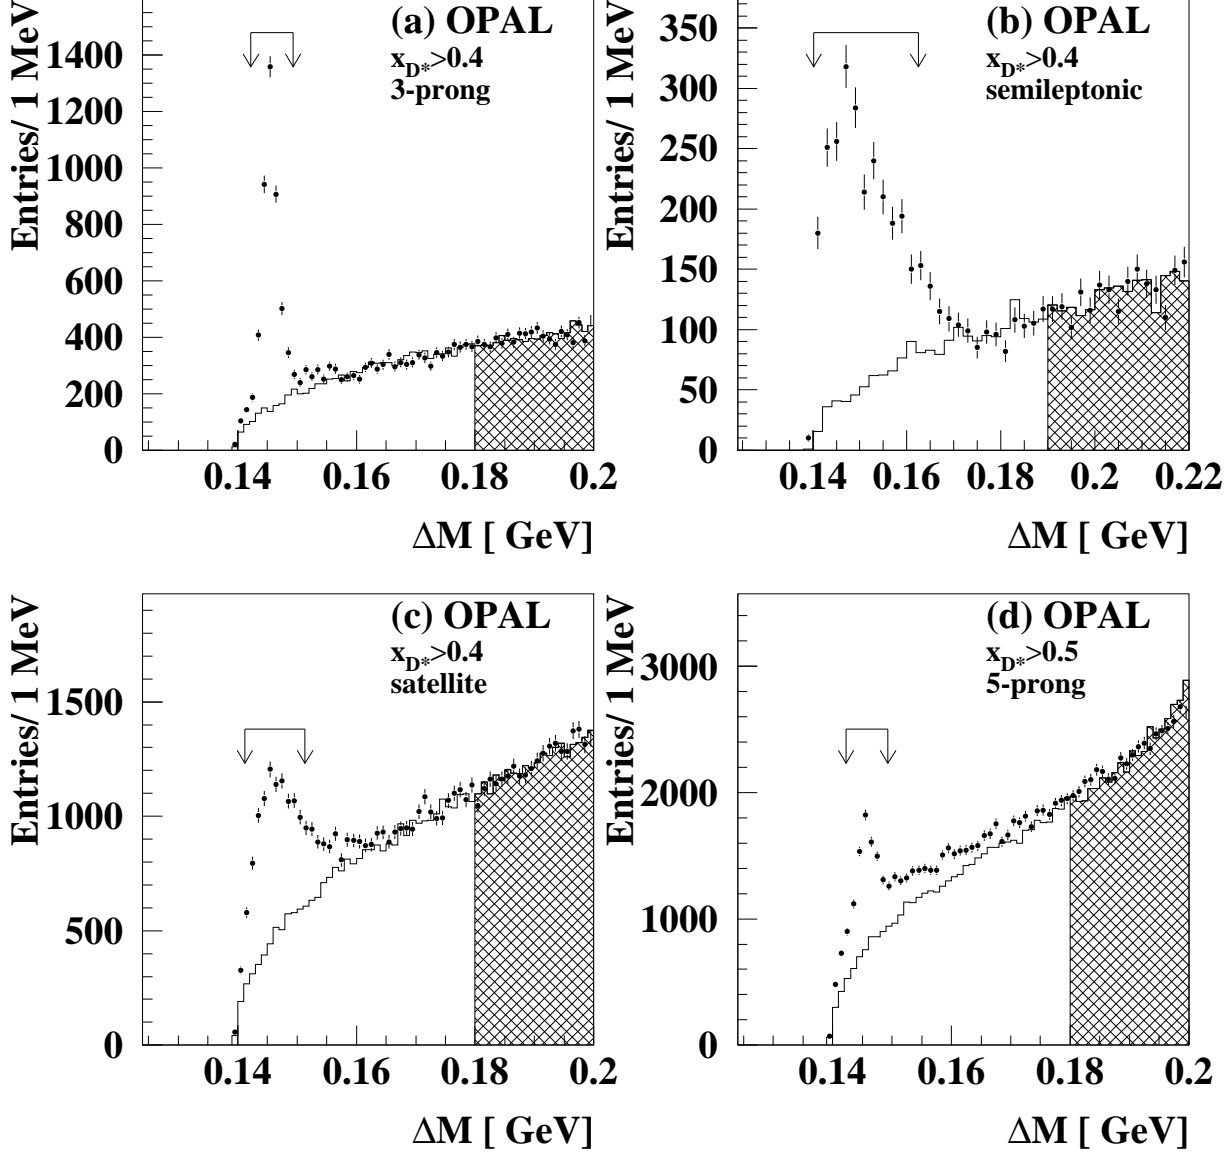 (a) OPAL
x_D*>0.4
3-prong
Entries/ 1 MeV
1400
1200
1000
800
600
400
200
0
0.14 0.16 0.18 0.2
ΔM [ GeV]
(b) OPAL
x_D*>0.4
semileptonic
Entries/ 1 MeV
350
300
250
200
150
100
50
0
0.14 0.16 0.18 0.2 0.22
ΔM [ GeV]
(c) OPAL
x_D*>0.4
satellite
Entries/ 1 MeV
1500
1000
500
0
0.14 0.16 0.18 0.2
ΔM [ GeV]
(d) OPAL
x_D*>0.5
5-prong
Entries/ 1 MeV
3000
2000
1000
0
0.14 0.16 0.18 0.2
ΔM [ GeV]